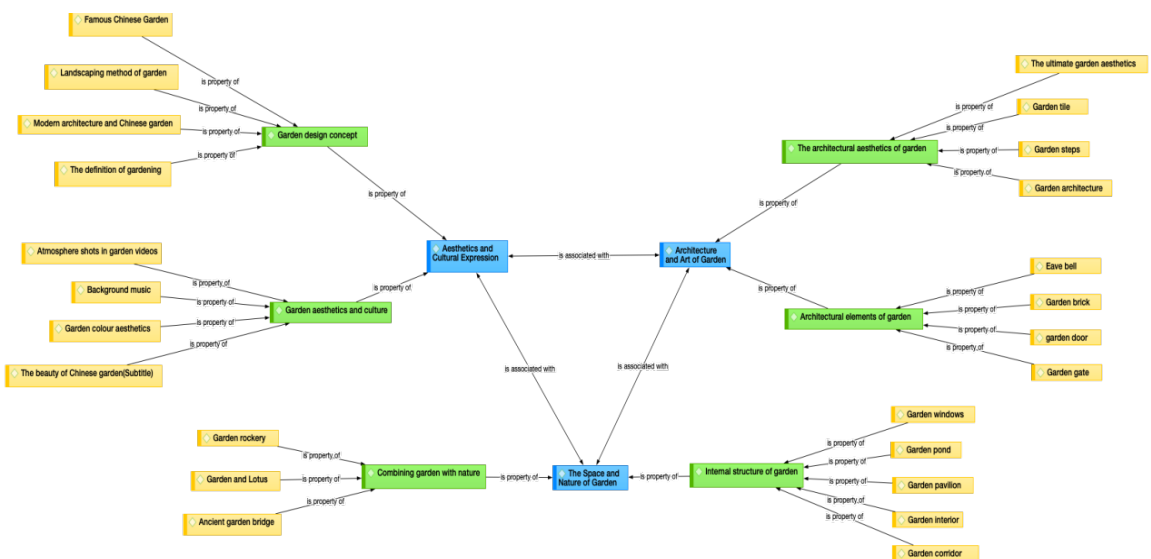 Famous Chinese Garden
is property of
Landscaping method of garden
is property of
Modern architecture and Chinese garden
is property of
Garden design concept
is property of
The definition of gardening
is property of
The ultimate garden aesthetics
is property of
Garden tile
is property of
The architectural aesthetics of garden
is property of
Garden steps
is property of
Garden architecture
is property of
Aesthetics and
Cultural Expression
is associated with
Architecture
and Art of Garden
Atmosphere shots in garden videos
is property of
Background music
is property of
is property of
Garden aesthetics and culture
Garden colour aesthetics
is property of
The beauty of Chinese garden(Subtitle)
is property of
is property of
Eave bell
is property of
Garden brick
is property of
Architectural elements of garden
is property of
garden door
is property of
Garden gate
is associated with
is associated with
Garden rockery
is property of
Garden and Lotus
is property of
Combining garden with nature
is property of
Ancient garden bridge
is property of
The Space and
Nature of Garden
is property of
Internal structure of garden
Garden windows
is property of
Garden pond
is property of
Garden pavilion
is property of
Garden interior
is property of
Garden corridor
is property of